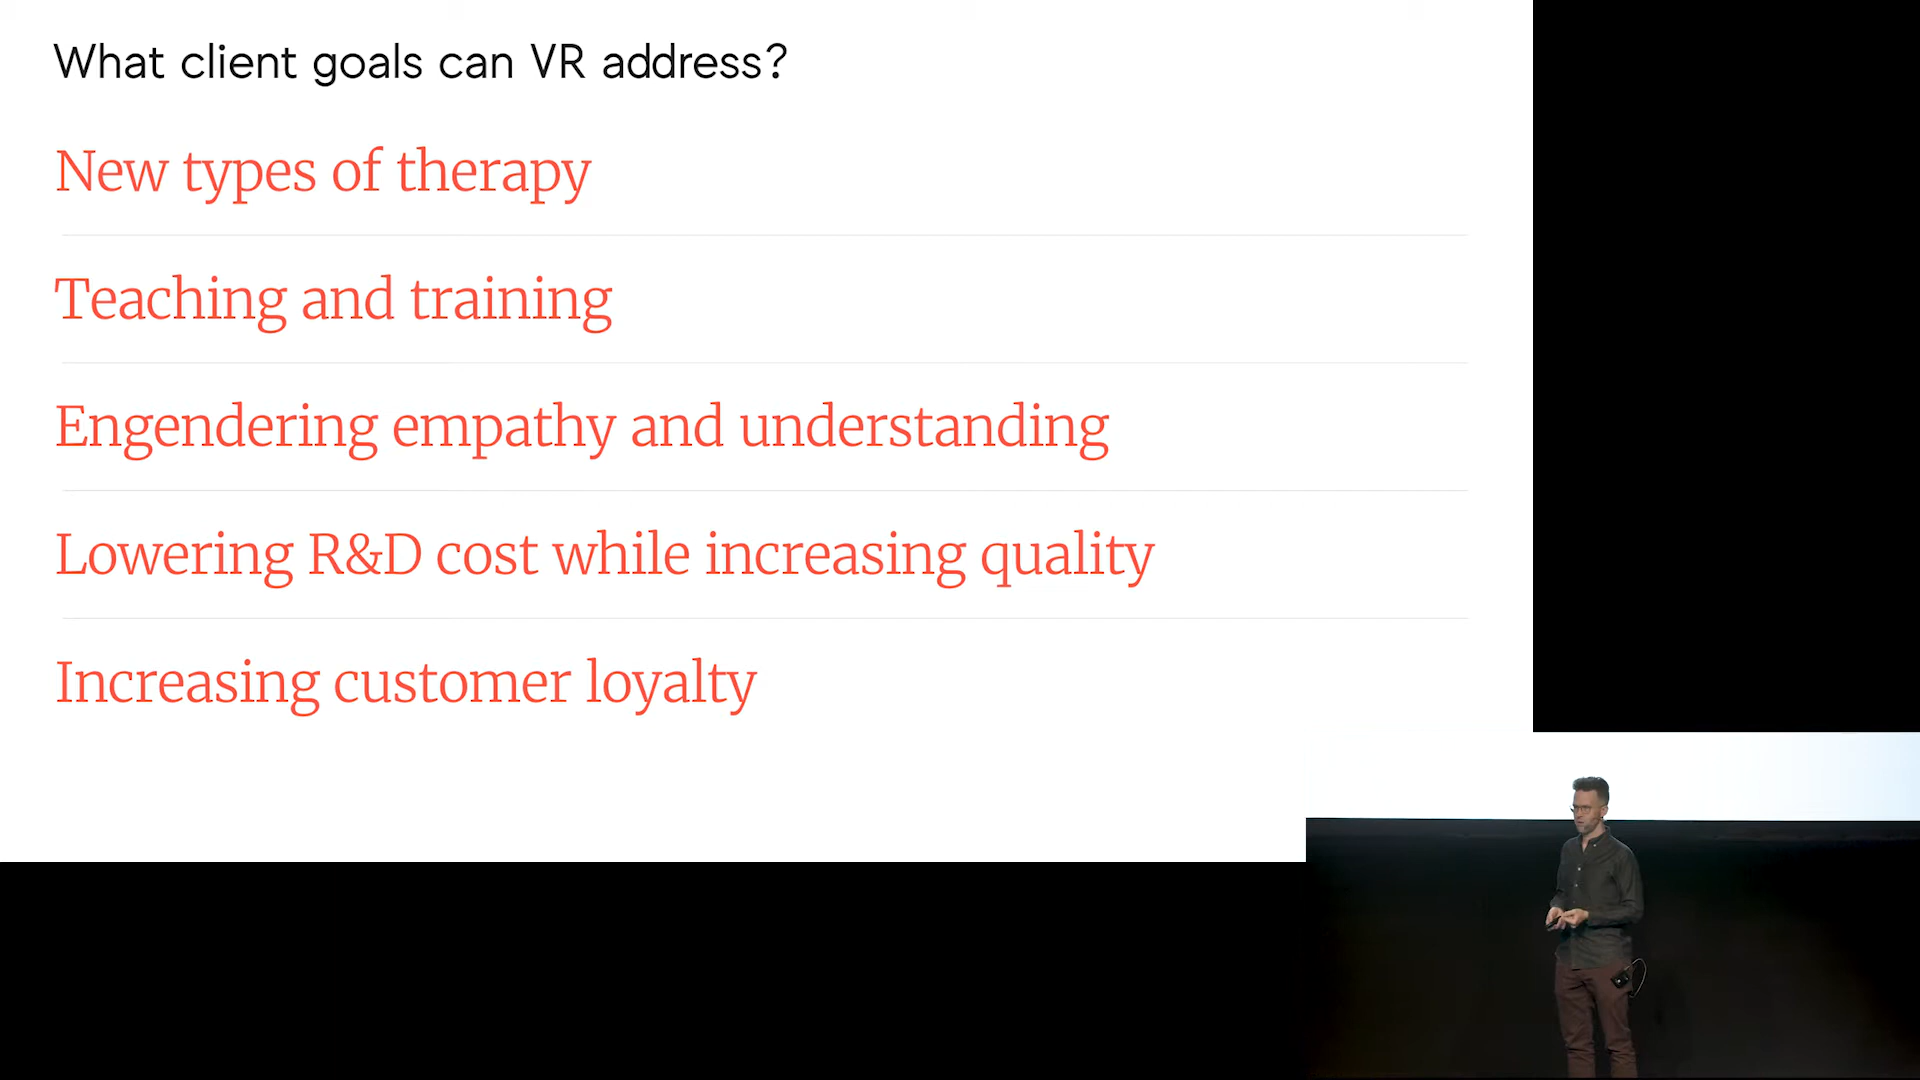 What client goals can VR address?
New types of therapy
Teaching and training
Engendering empathy and understanding
Lowering R&D cost while increasing quality
Increasing customer loyalty